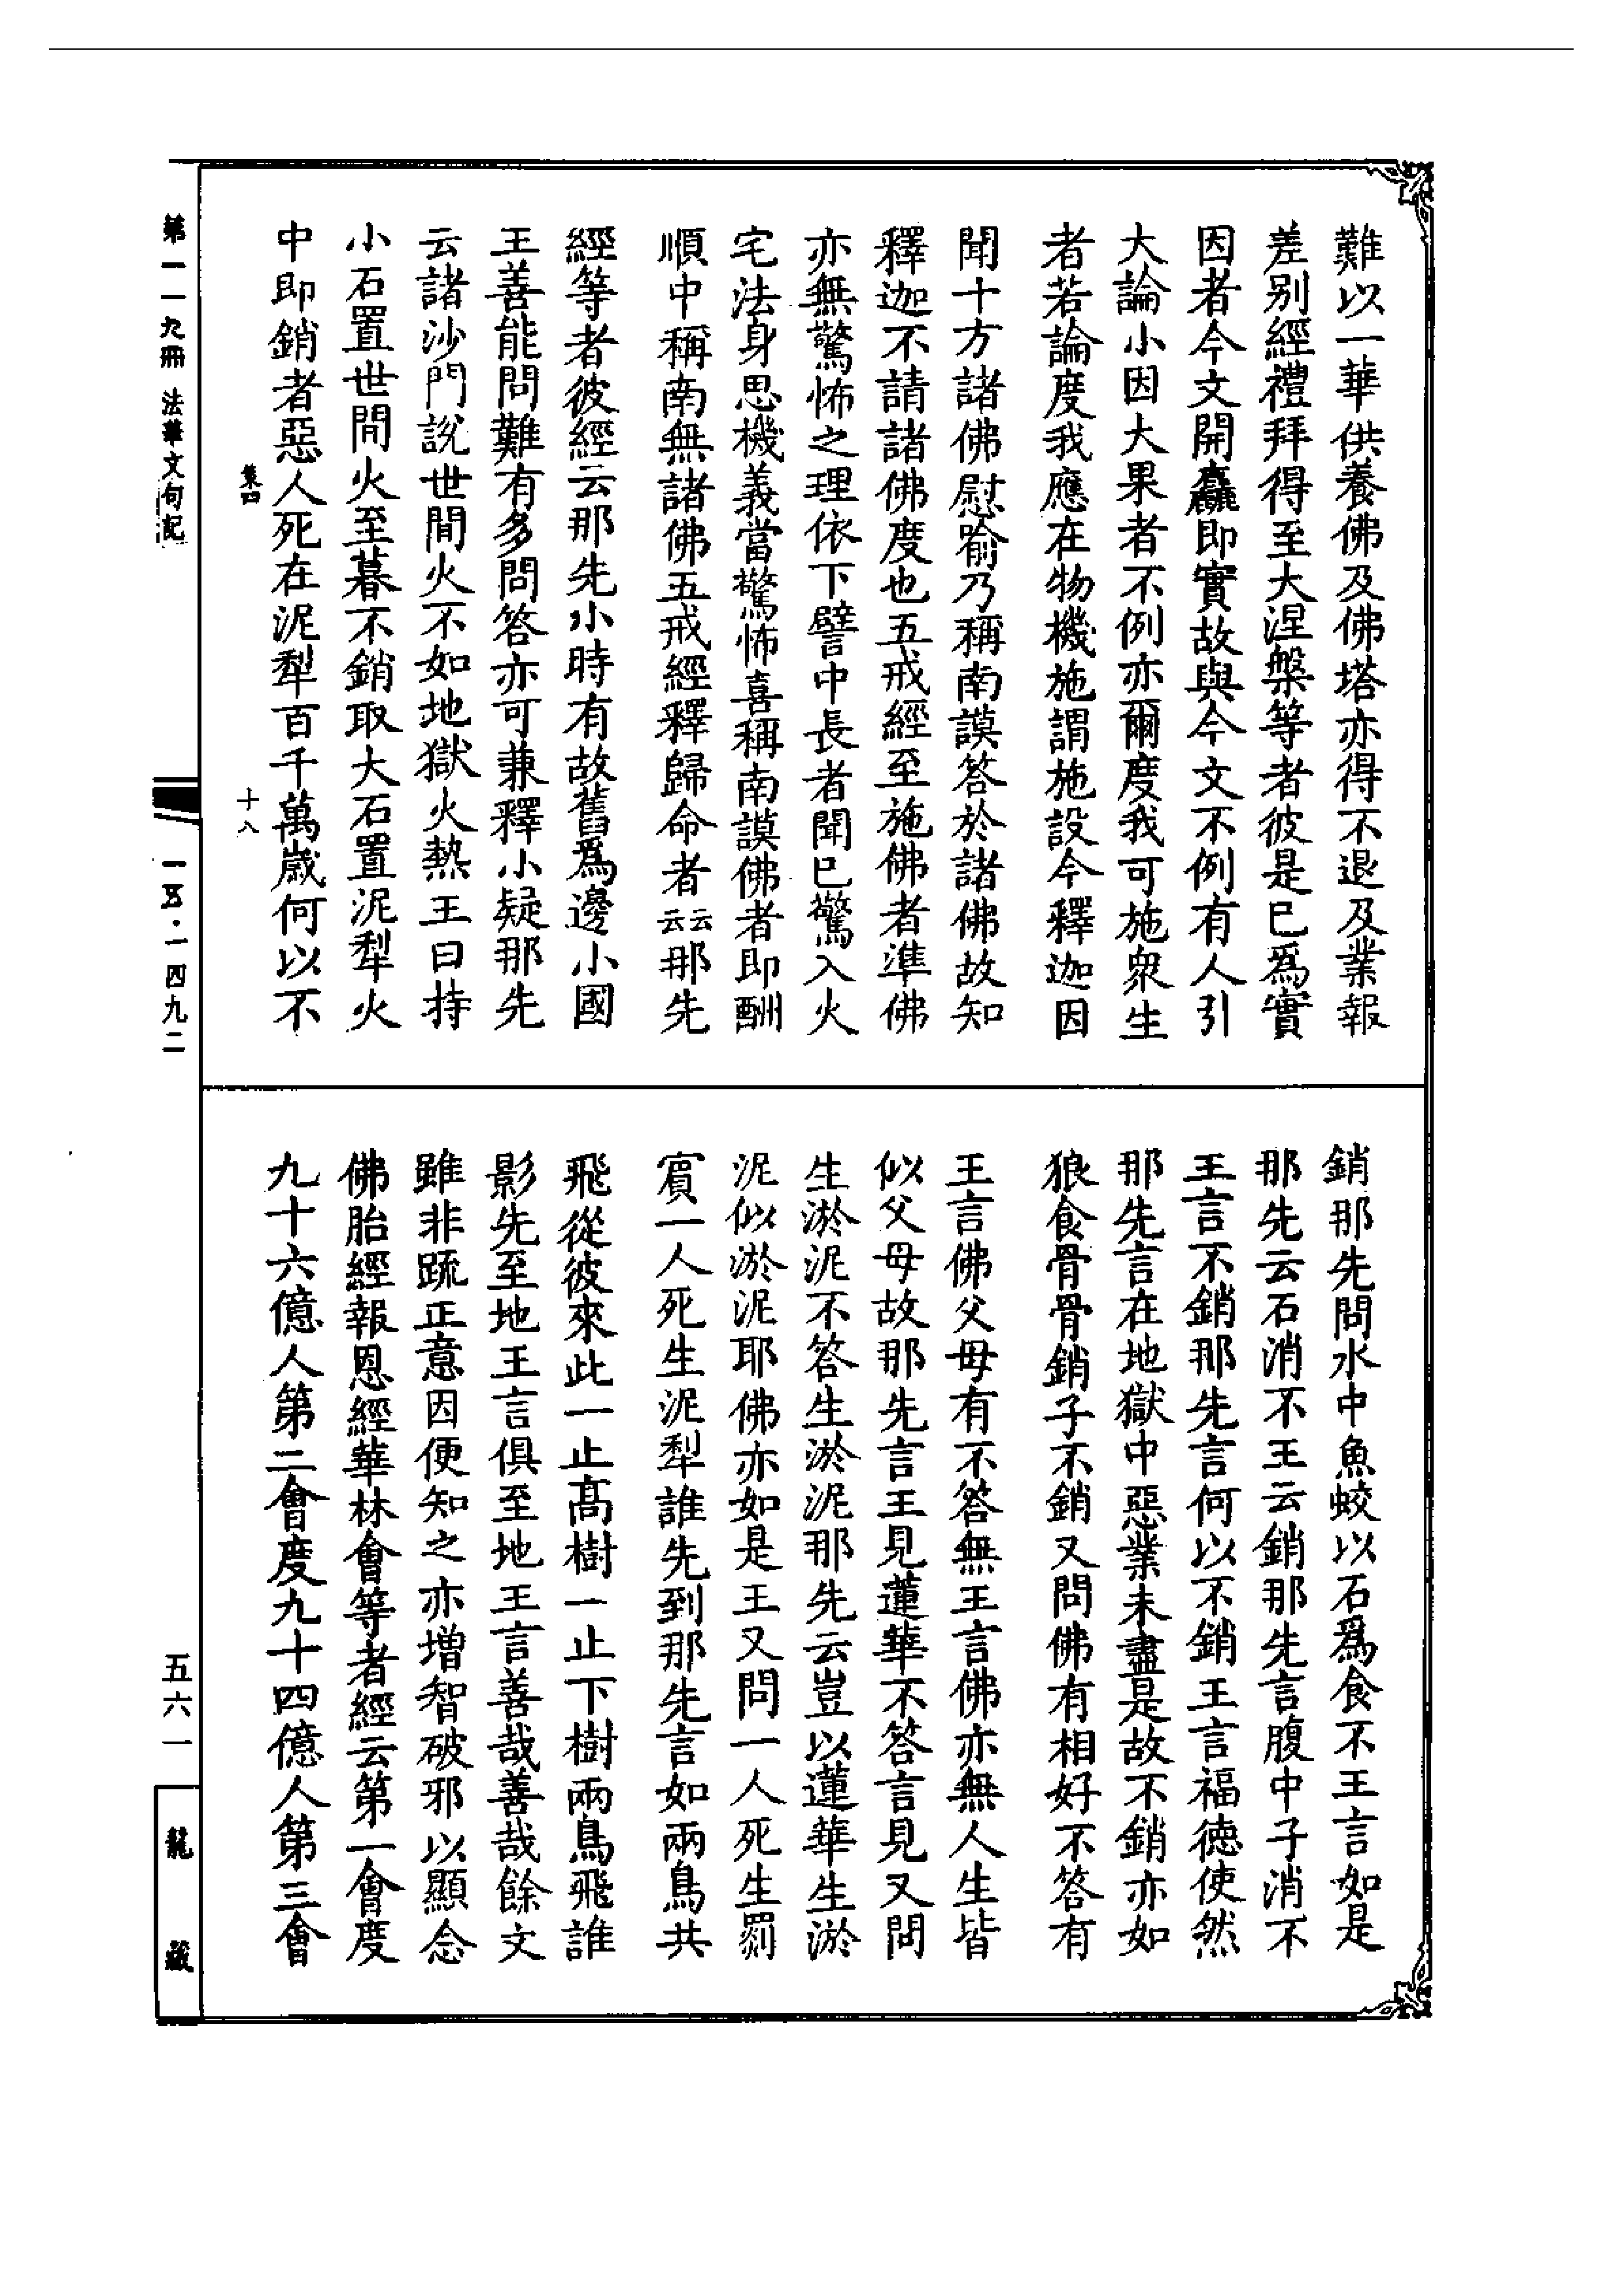 難以一華供養佛及佛塔亦得不退及業報
差別經禮拜得至大涅槃等者彼是已爲實
因者今文開麤即實故與今文不例有人引
大論小因大果者不例亦爾度我可施衆生
者若論度我應在物機施謂施設今釋迦因
聞十方諸佛慰喻乃稱南謨答於諸佛故知
釋迦不請諸佛度也五戒經至施佛者準佛
亦無驚怖之理依下譬中長者聞已驚入火
宅法身思機義當驚怖喜稱南謨佛者即酬
順中稱南無諸佛五戒經釋歸命者云云那先
經等者彼經云那先小時有故舊爲邊小國
王善能問難有多問答亦可兼釋小疑那先
云諸沙門說世間火不如地獄火熱王曰持
小石置世間火至暮不銷取大石置泥犁火
中即銷者惡人死在泥犁百千萬歲何以不
銷那先問水中魚蛟以石爲食不王言如是
那先云石消不王云銷那先言腹中子消不
王言不銷那先言何以不銷王言福德使然
那先言在地獄中惡業未盡是故不銷亦如
狼食骨骨銷子不銷又問佛有相好不答有
王言佛父母有不答無王言佛亦無人生皆
似父母故那先言王見蓮華不答言見又問
生淤泥不答生淤泥那先云豈以蓮華生淤
泥似淤泥耶佛亦如是王又問一人死生罽
賓一人死生泥犁誰先到那先言如兩鳥共
飛從彼來此一止高樹一止下樹兩鳥飛誰
影先至地王言俱至地王言善哉善哉餘文
雖非疏正意因便知之亦增智破邪以顯念
佛胎經報恩經華林會等者經云第一會度
九十六億人第二會度九十四億人第三會
集四
十八
第一一九冊 法華文句記
一五·一四九二
五六一
龍藏